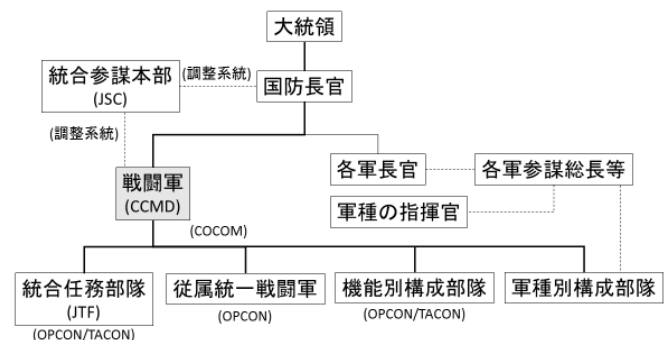 大統領
統合参謀本部
(JSC)
(調整系統)
国防長官
(調整系統)
戦闘軍
(CCMD)
各軍長官
各軍参謀総長等
軍種の指揮官
(COCOM)
統合任務部隊
(JTF)
(OPCON/TACON)
従属統一戦闘軍
(OPCON)
機能別構成部隊
(OPCON/TACON)
軍種別構成部隊